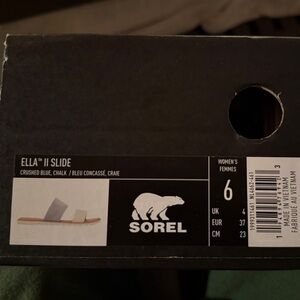 ELLA™ II SLIDE
CRUSHED BLUE, CHALK / BLEU CONCASSÉ, CRAIE
SOREL
WOMEN'S
FEMMES
6
UK 4
EUR 37
CM 23
MADE IN VIETNAM
FABRIQUÉ AU VIETNAM